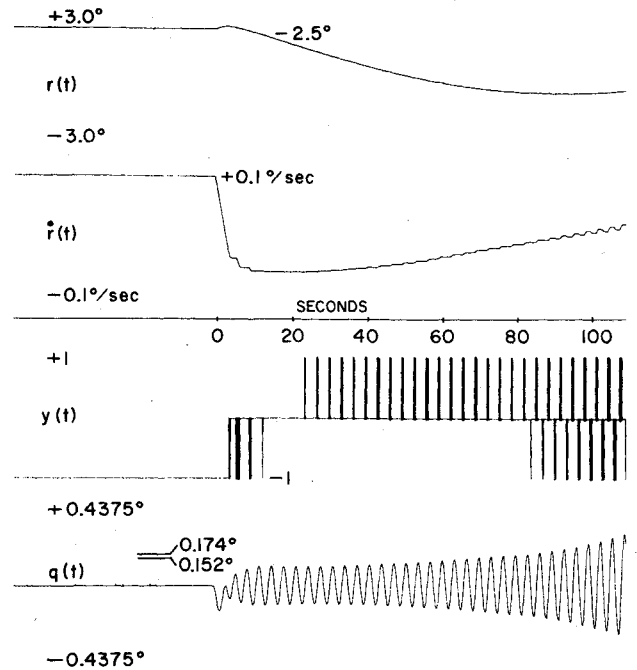 +3.0°
−2.5°
r(t)
−3.0°
+0.1°/sec
ṙ(t)
−0.1°/sec
SECONDS
0 20 40 60 80 100
+1
y(t)
−1
+0.4375°
0.174°
q(t)
0.152°
−0.4375°